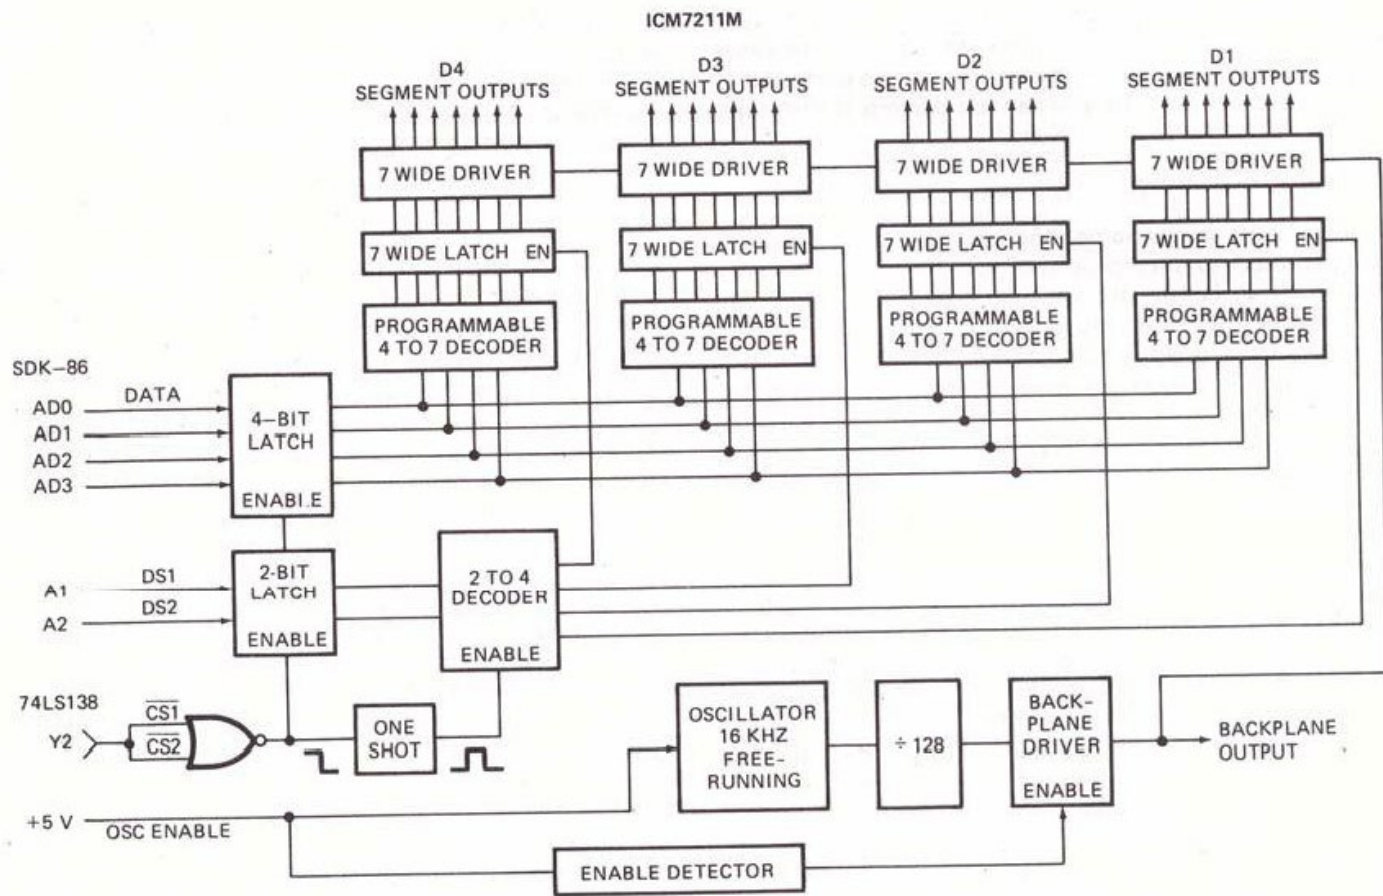 ICM7211M
D4
SEGMENT OUTPUTS
D3
SEGMENT OUTPUTS
D2
SEGMENT OUTPUTS
D1
SEGMENT OUTPUTS
7 WIDE DRIVER
7 WIDE DRIVER
7 WIDE DRIVER
7 WIDE DRIVER
7 WIDE LATCH EN
7 WIDE LATCH EN
7 WIDE LATCH EN
7 WIDE LATCH EN
PROGRAMMABLE
4 TO 7 DECODER
PROGRAMMABLE
4 TO 7 DECODER
PROGRAMMABLE
4 TO 7 DECODER
PROGRAMMABLE
4 TO 7 DECODER
SDK-86
AD0
DATA
AD1
AD2
AD3
4-BIT
LATCH
ENABLE
A1
DS1
A2
DS2
2-BIT
LATCH
ENABLE
2 TO 4
DECODER
ENABLE
74LS138
Y2
CS1
CS2
ONE
SHOT
OSCILLATOR
16 KHZ
FREE-
RUNNING
÷ 128
BACK-
PLANE
DRIVER
ENABLE
BACKPLANE
OUTPUT
+5 V
OSC ENABLE
ENABLE DETECTOR